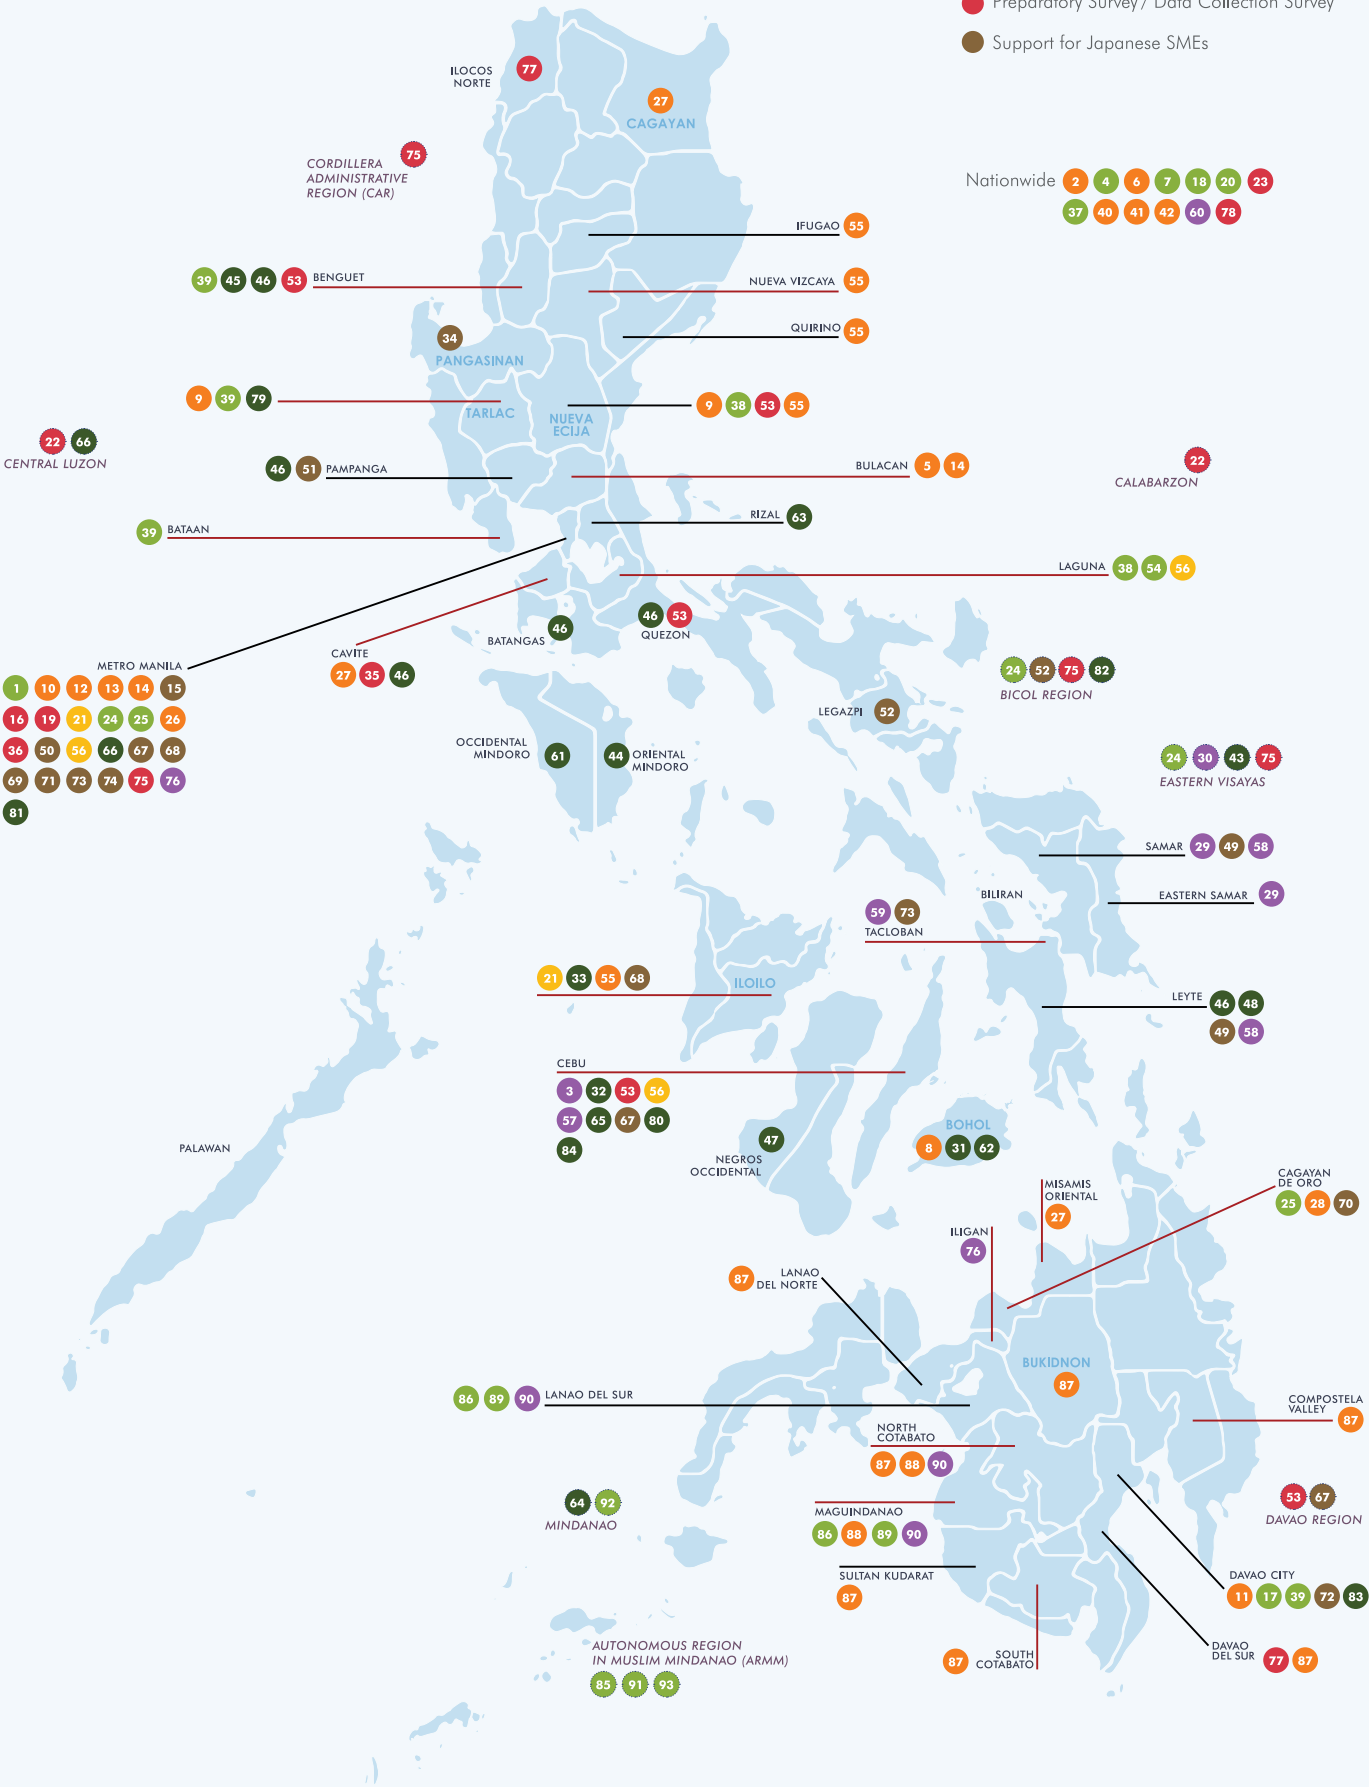 Preparatory Survey / Data Collection Survey
Support for Japanese SMEs
ILOCOS
NORTE
77
27
CAGAYAN
75
CORDILLERA
ADMINISTRATIVE
REGION (CAR)
Nationwide 2 4 6 7 18 20 23
37 40 41 42 60 78
IFUGAO 55
39 45 46 53 BENGUET
NUEVA VIZCAYA 55
QUIRINO 55
34
PANGASINAN
9 39 79
TARLAC
NUEVA
ECIJA
9 38 53 55
22 66
CENTRAL LUZON
46 51 PAMPANGA
BULACAN 5 14
22
CALABARZON
39 BATAAN
RIZAL 63
LAGUNA 38 54 56
46 53
QUEZON
BATANGAS 46
CAVITE
27 35 46
METRO MANILA
1 10 12 13 14 15
16 19 21 24 25 26
36 50 56 66 67 68
69 71 73 74 75 76
81
24 52 75 82
BICOL REGION
LEGAZPI 52
OCCIDENTAL
MINDORO
61
44 ORIENTAL
MINDORO
24 30 43 75
EASTERN VISAYAS
SAMAR 29 49 58
BILIRAN
EASTERN SAMAR 29
59 73
TACLOBAN
21 33 55 68
ILOILO
LEYTE 46 48
49 58
CEBU
3 32 53 56
57 65 67 80
84
PALAWAN
47
NEGROS
OCCIDENTAL
BOHOL
8 31 62
MISAMIS
ORIENTAL
27
CAGAYAN
DE ORO
25 28 70
ILIGAN
76
87 LANAO
DEL NORTE
BUKIDNON
87
86 89 90 LANAO DEL SUR
COMPOSTELA
VALLEY 87
NORTH
COTABATO
87 88 90
64 92
MINDANAO
MAGUINDANAO
86 88 89 90
53 67
DAVAO REGION
SULTAN KUDARAT
87
DAVAO CITY
11 17 39 72 83
AUTONOMOUS REGION
IN MUSLIM MINDANAO (ARMM)
85 91 93
87 SOUTH
COTABATO
DAVAO
DEL SUR 77 87